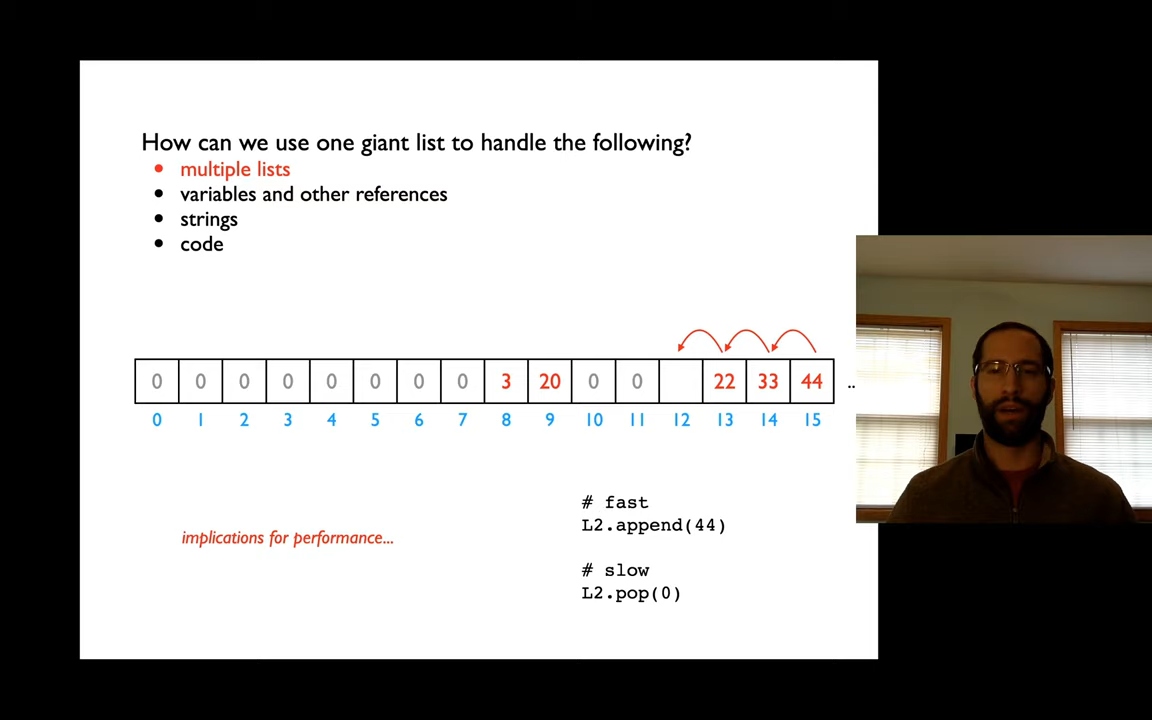 How can we use one giant list to handle the following?
• multiple lists
• variables and other references
• strings
• code
0 0 0 0 0 0 0 0 3 20 0 0 22 33 44 ..
0 1 2 3 4 5 6 7 8 9 10 11 12 13 14 15
# fast
L2.append(44)
implications for performance...
# slow
L2.pop(0)